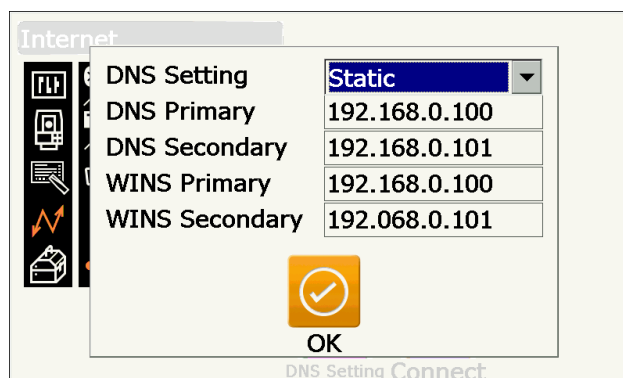 Internet
DNS Setting Static
DNS Primary 192.168.0.100
DNS Secondary 192.168.0.101
WINS Primary 192.168.0.100
WINS Secondary 192.068.0.101
OK
DNS Setting Connect